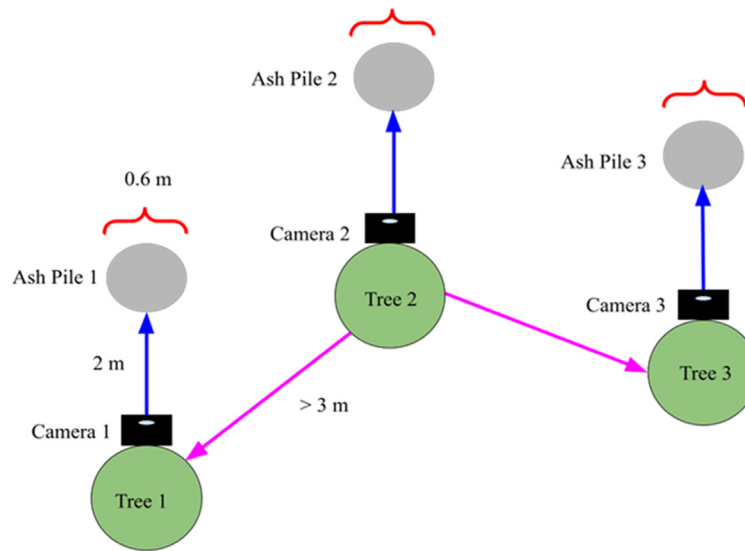 Ash Pile 2
Ash Pile 3
0.6 m
Camera 2
Ash Pile 1
Tree 2
Camera 3
2 m
Tree 3
> 3 m
Camera 1
Tree 1